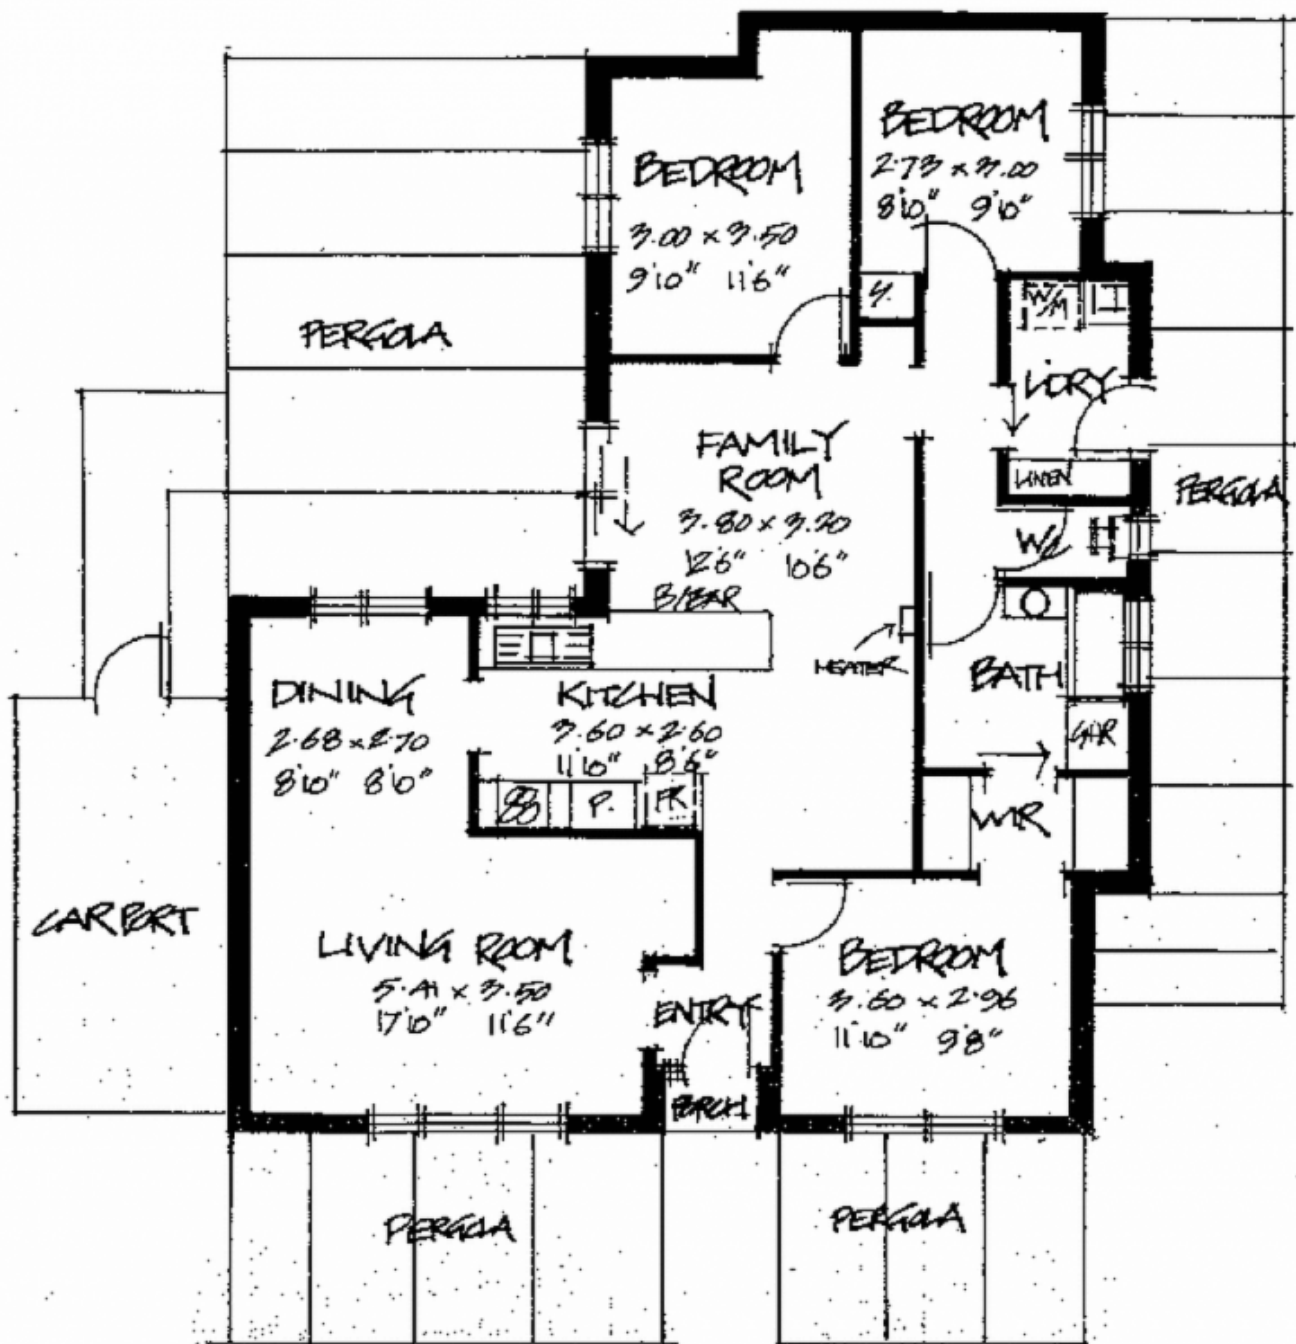 BEDROOM
2.73 × 3.00
8'10" 9'10"
BEDROOM
3.00 × 3.50
9'10" 11'6"
W/M
PERGOLA
L'DRY
FAMILY
ROOM
3.80 × 3.20
12'6" 10'6"
LINEN
PERGOLA
W/C
B/BAR
HEATER
BATH
DINING
2.68 × 2.70
8'10" 8'10"
KITCHEN
3.60 × 2.60
11'10" 8'6"
P.
FR
WIR
CARPORT
LIVING ROOM
5.41 × 3.50
17'10" 11'6"
BEDROOM
3.60 × 2.96
11'10" 9'8"
ENTRY
PORCH
PERGOLA
PERGOLA